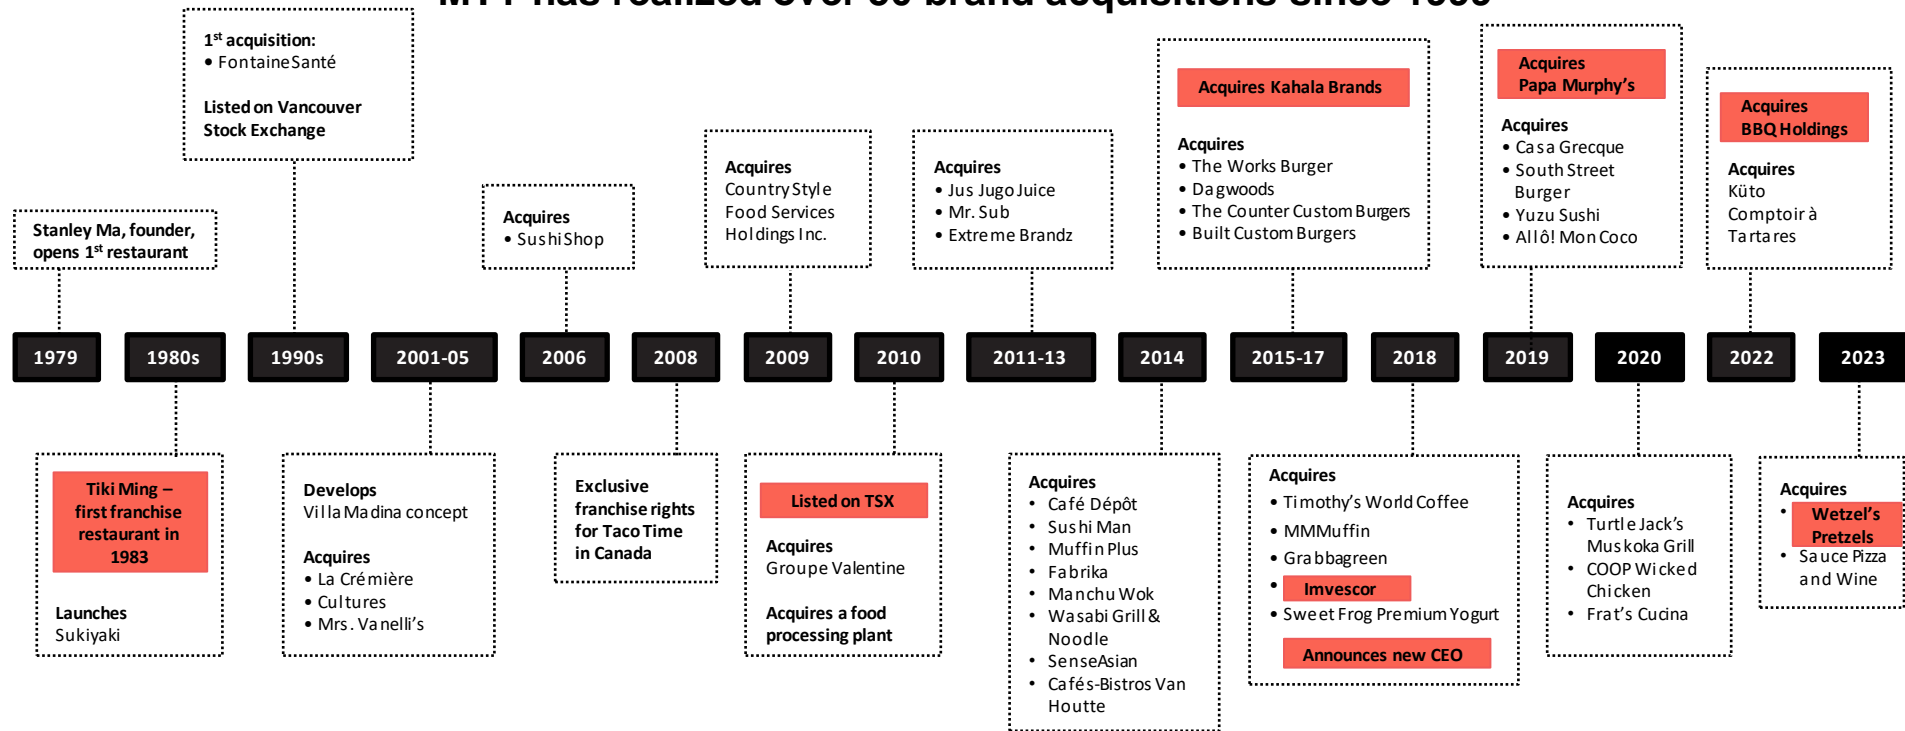 has realized over brand acquisitions since
1st acquisition:
• Fontaine Santé
Listed on Vancouver
Stock Exchange
Stanley Ma, founder,
opens 1st restaurant
Acquires
• Sushi Shop
Acquires
Country Style
Food Services
Holdings Inc.
Acquires
• Jus Jugo Juice
• Mr. Sub
• Extreme Brandz
Acquires Kahala Brands
Acquires
• The Works Burger
• Dagwoods
• The Counter Custom Burgers
• Built Custom Burgers
Acquires
Papa Murphy’s
Acquires
• Casa Grecque
• South Street
Burger
• Yuzu Sushi
• Allô! Mon Coco
Acquires
BBQ Holdings
Acquires
Küto
Comptoir à
Tartares
1979
1980s
1990s
2001-05
2006
2008
2009
2010
2011-13
2014
2015-17
2018
2019
2020
2022
2023
Tiki Ming –
first franchise
restaurant in
1983
Launches
Sukiyaki
Develops
Villa Madina concept
Acquires
• La Crémière
• Cultures
• Mrs. Vanelli’s
Exclusive
franchise rights
for Taco Time
in Canada
Listed on TSX
Acquires
Groupe Valentine
Acquires a food
processing plant
Acquires
• Café Dépôt
• Sushi Man
• Muffin Plus
• Fabrika
• Manchu Wok
• Wasabi Grill &
Noodle
• SenseAsian
• Cafés-Bistros Van
Houtte
Acquires
• Timothy’s World Coffee
• MMMuffin
• Grabbagreen
• Imvescor
• Sweet Frog Premium Yogurt
Announces new CEO
Acquires
• Turtle Jack’s
Muskoka Grill
• COOP Wicked
Chicken
• Frat’s Cucina
Acquires
• Wetzel’s
Pretzels
• Sauce Pizza
and Wine